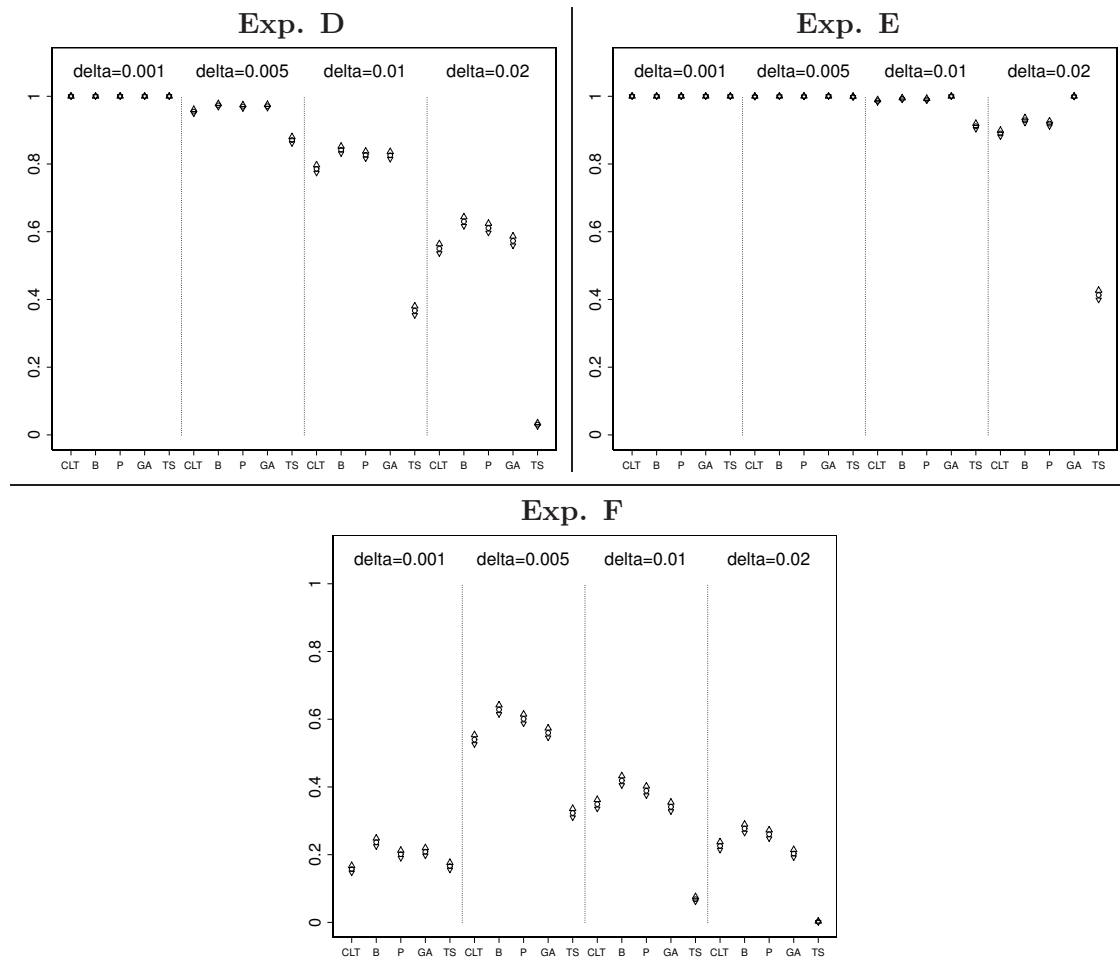 Exp. D
delta=0.001 delta=0.005 delta=0.01 delta=0.02
1
0.8
0.6
0.4
0.2
0
CLT B P GA TS CLT B P GA TS CLT B P GA TS CLT B P GA TS
Exp. E
delta=0.001 delta=0.005 delta=0.01 delta=0.02
1
0.8
0.6
0.4
0.2
0
CLT B P GA TS CLT B P GA TS CLT B P GA TS CLT B P GA TS
Exp. F
delta=0.001 delta=0.005 delta=0.01 delta=0.02
1
0.8
0.6
0.4
0.2
0
CLT B P GA TS CLT B P GA TS CLT B P GA TS CLT B P GA TS